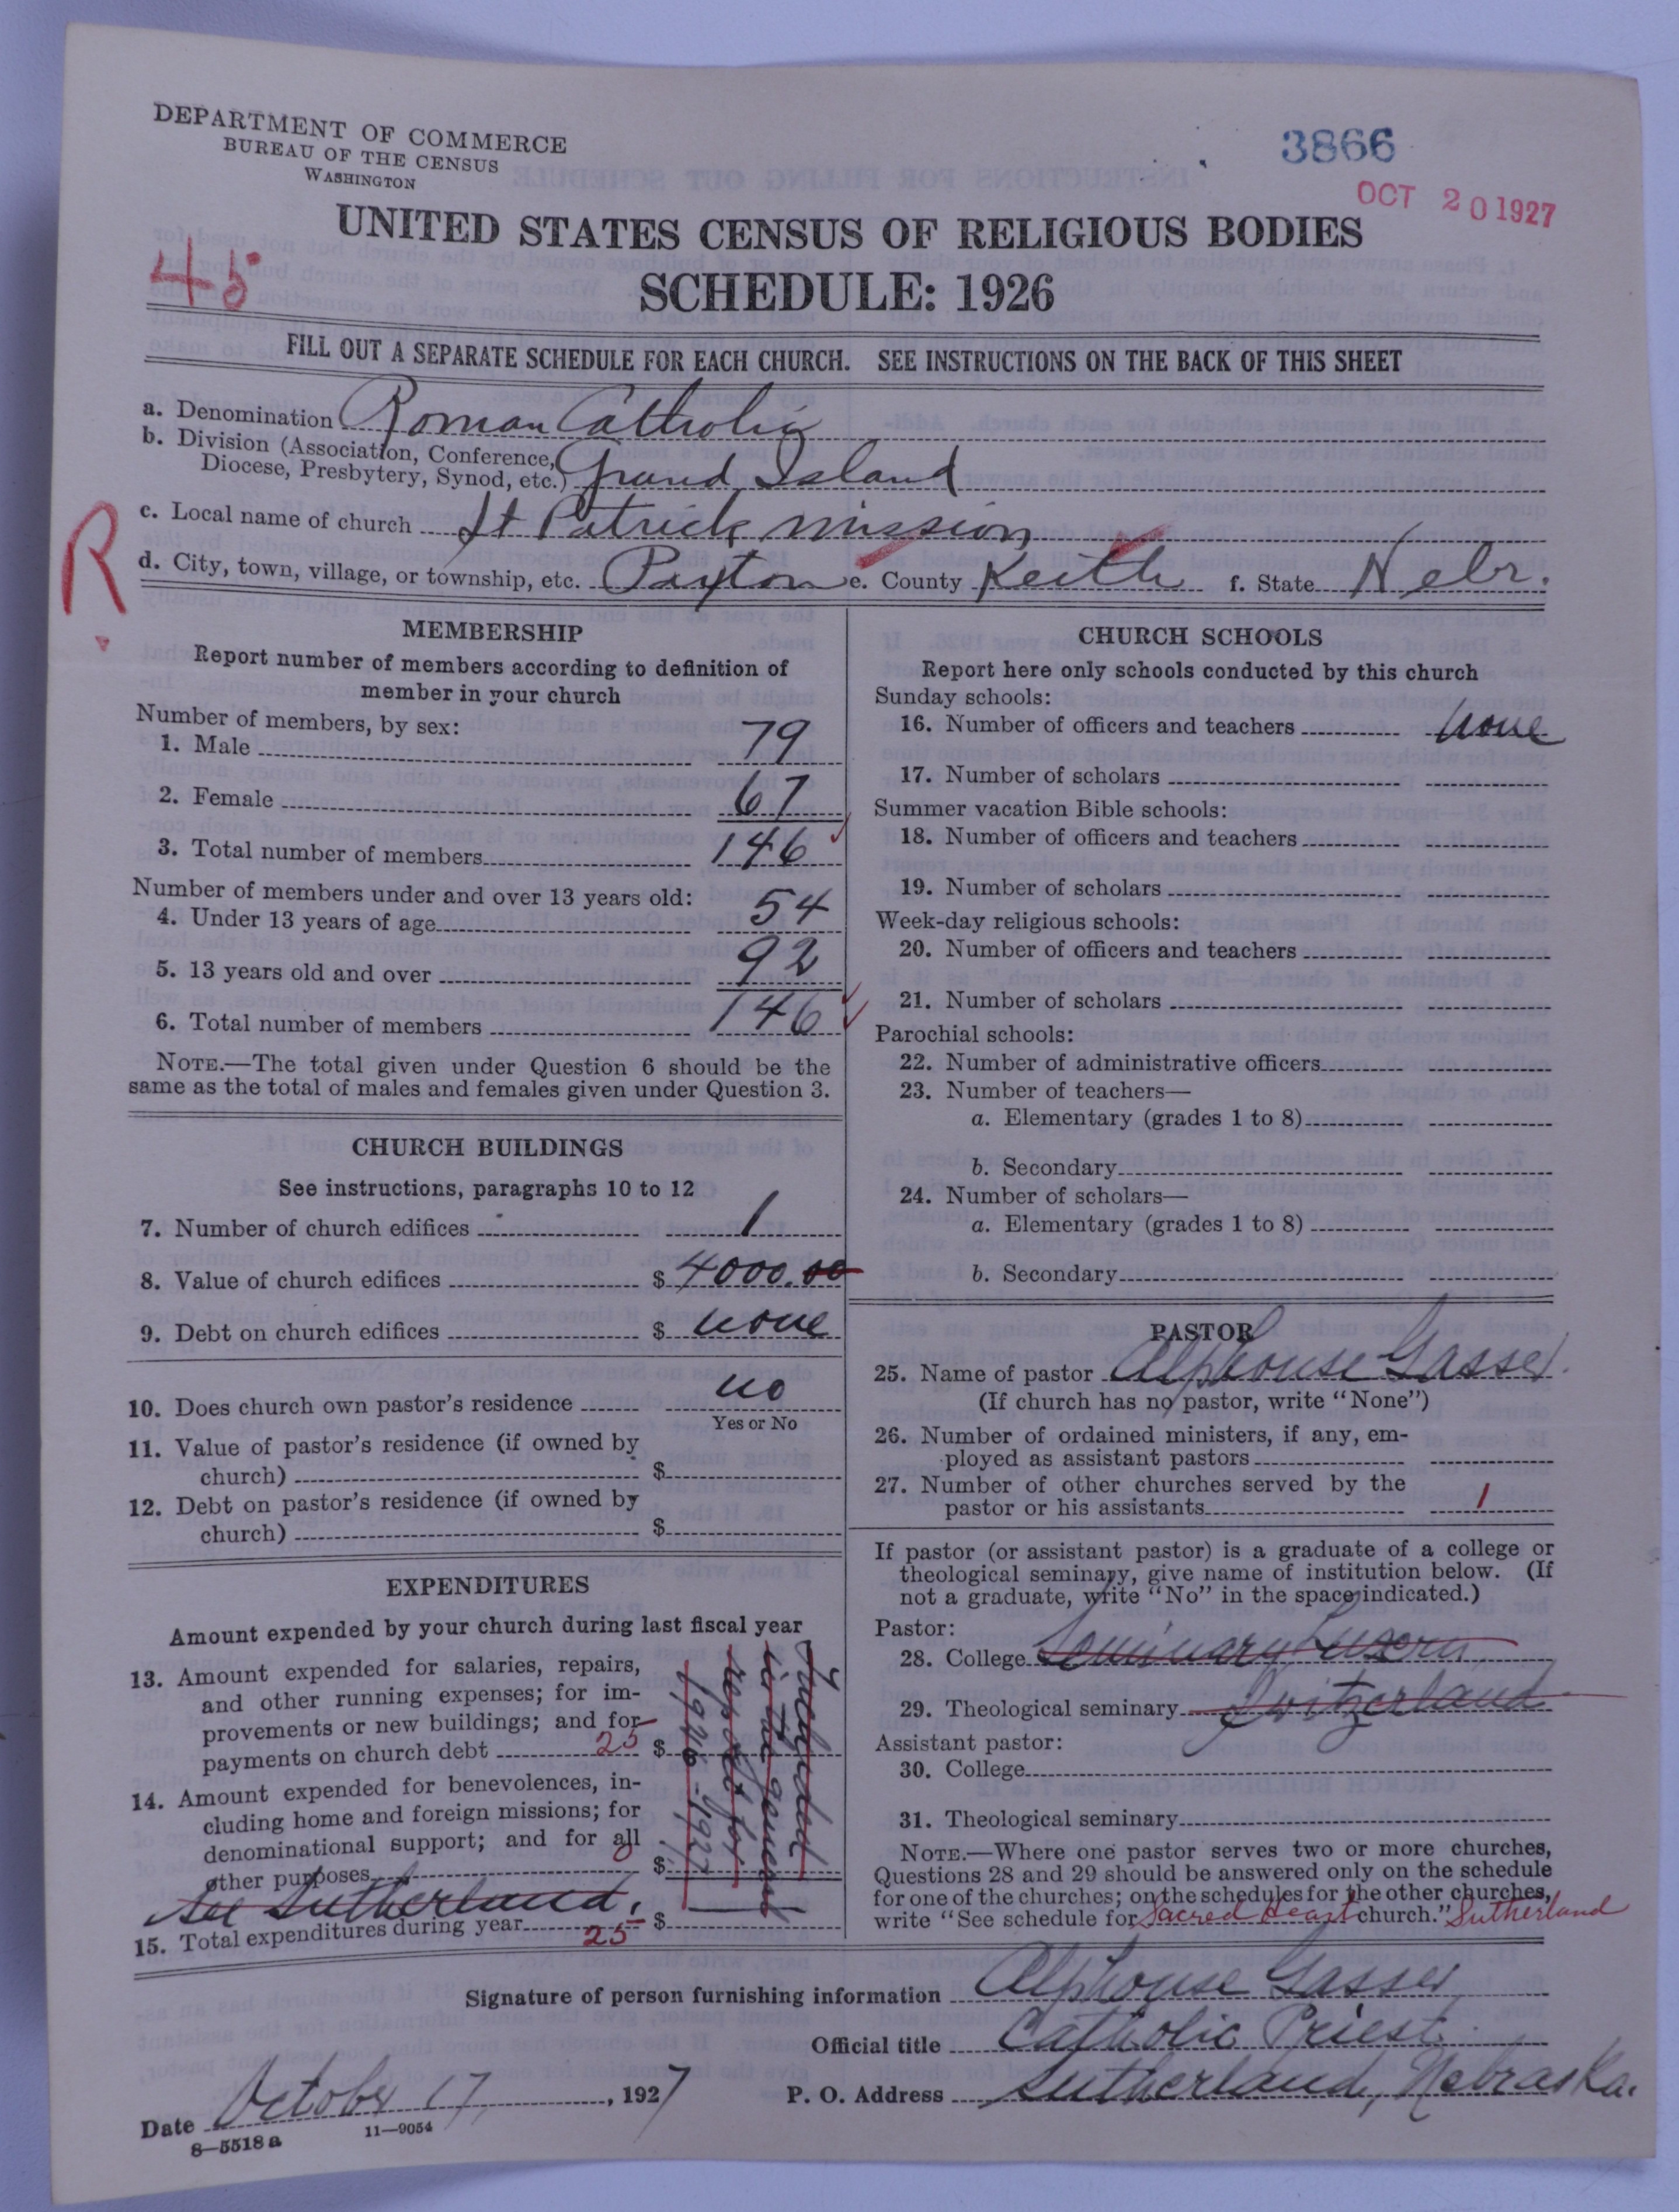 DEPARTMENT OF COMMERCE
BUREAU OF THE CENSUS
WASHINGTON
3866
OCT 20 1927
UNITED STATES CENSUS OF RELIGIOUS BODIES
45
SCHEDULE: 1926
FILL OUT A SEPARATE SCHEDULE FOR EACH CHURCH. SEE INSTRUCTIONS ON THE BACK OF THIS SHEET
a. Denomination Roman Catholic
b. Division (Association, Conference,
Diocese, Presbytery, Synod, etc.) Grand Island
c. Local name of church St Patrick mission
R
d. City, town, village, or township, etc. Paxton e. County Keith f. State Nebr.
MEMBERSHIP
Report number of members according to definition of
member in your church
Number of members, by sex:
1. Male 79
2. Female 67
3. Total number of members 146
Number of members under and over 13 years old:
4. Under 13 years of age 54
5. 13 years old and over 92
6. Total number of members 146
NOTE.—The total given under Question 6 should be the
same as the total of males and females given under Question 3.
CHURCH BUILDINGS
See instructions, paragraphs 10 to 12
7. Number of church edifices 1
8. Value of church edifices $ 4000.00
9. Debt on church edifices $ none
10. Does church own pastor's residence no
Yes or No
11. Value of pastor's residence (if owned by
church) $
12. Debt on pastor's residence (if owned by
church) $
EXPENDITURES
Amount expended by your church during last fiscal year
13. Amount expended for salaries, repairs,
and other running expenses; for im-
provements or new buildings; and for
payments on church debt 25 $
14. Amount expended for benevolences, in-
cluding home and foreign missions; for
denominational support; and for all
other purposes $
Included
in the general
report for
1926-1927
See Sutherland.
15. Total expenditures during year 25 $
CHURCH SCHOOLS
Report here only schools conducted by this church
Sunday schools:
16. Number of officers and teachers none
17. Number of scholars
Summer vacation Bible schools:
18. Number of officers and teachers
19. Number of scholars
Week-day religious schools:
20. Number of officers and teachers
21. Number of scholars
Parochial schools:
22. Number of administrative officers
23. Number of teachers—
a. Elementary (grades 1 to 8)
b. Secondary
24. Number of scholars—
a. Elementary (grades 1 to 8)
b. Secondary
PASTOR
25. Name of pastor Alphonse Gasser
(If church has no pastor, write "None")
26. Number of ordained ministers, if any, em-
ployed as assistant pastors
27. Number of other churches served by the
pastor or his assistants 1
If pastor (or assistant pastor) is a graduate of a college or
theological seminary, give name of institution below. (If
not a graduate, write "No" in the space indicated.)
Pastor:
28. College Seminary Luzern,
29. Theological seminary Switzerland
Assistant pastor:
30. College
31. Theological seminary
NOTE.—Where one pastor serves two or more churches,
Questions 28 and 29 should be answered only on the schedule
for one of the churches; on the schedules for the other churches,
write "See schedule for Sacred Heart church." Sutherland
Signature of person furnishing information Alphonse Gasser
Official title Catholic Priest.
Date October 17, 1927 P. O. Address Sutherland, Nebraska.
8—5518 a 11—9054